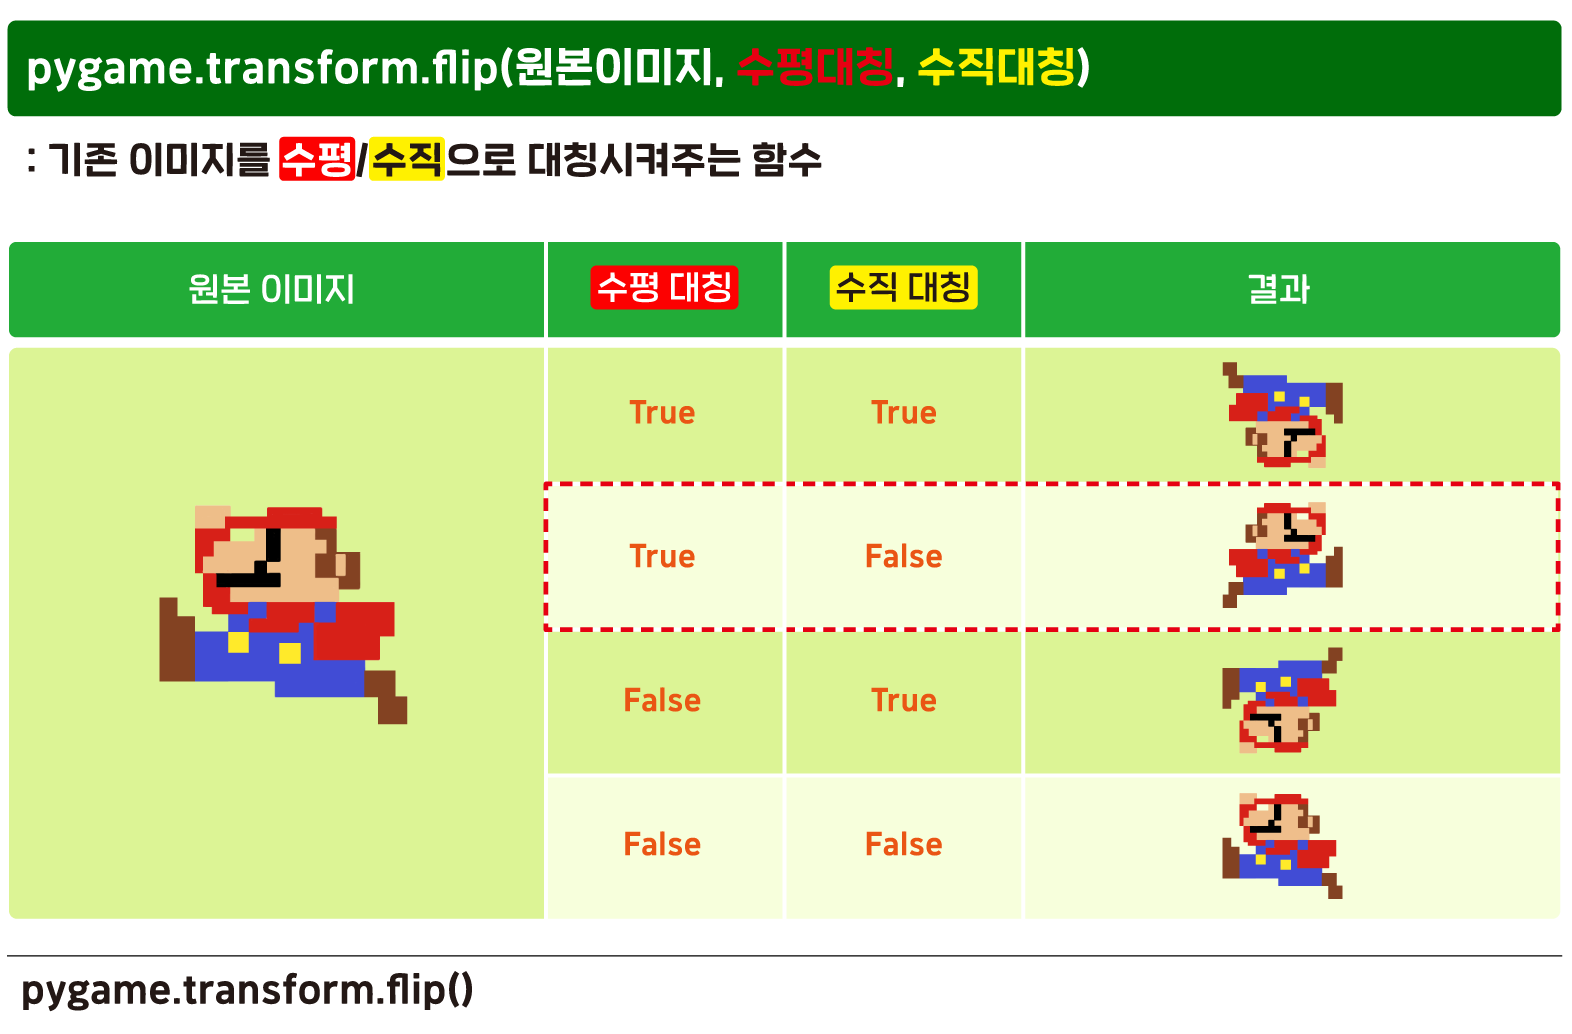 pygame.transform.flip(원본이미지, 수평대칭, 수직대칭)
: 기존 이미지를 수평/수직으로 대칭시켜주는 함수
원본 이미지 수평 대칭 수직 대칭 결과
True True
True False
False True
False False
pygame.transform.flip()